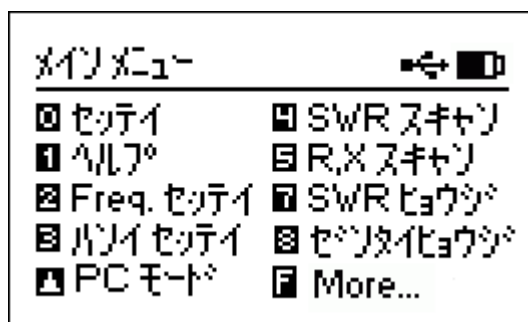 メインメニュー
0 セッテイ
1 ヘルプ
2 Freq. セッテイ
3 ハンイ セッテイ
PC モード
4 SWR スキャン
5 R,X スキャン
7 SWR ヒョウジ
8 ゼンタイヒョウジ
F More...